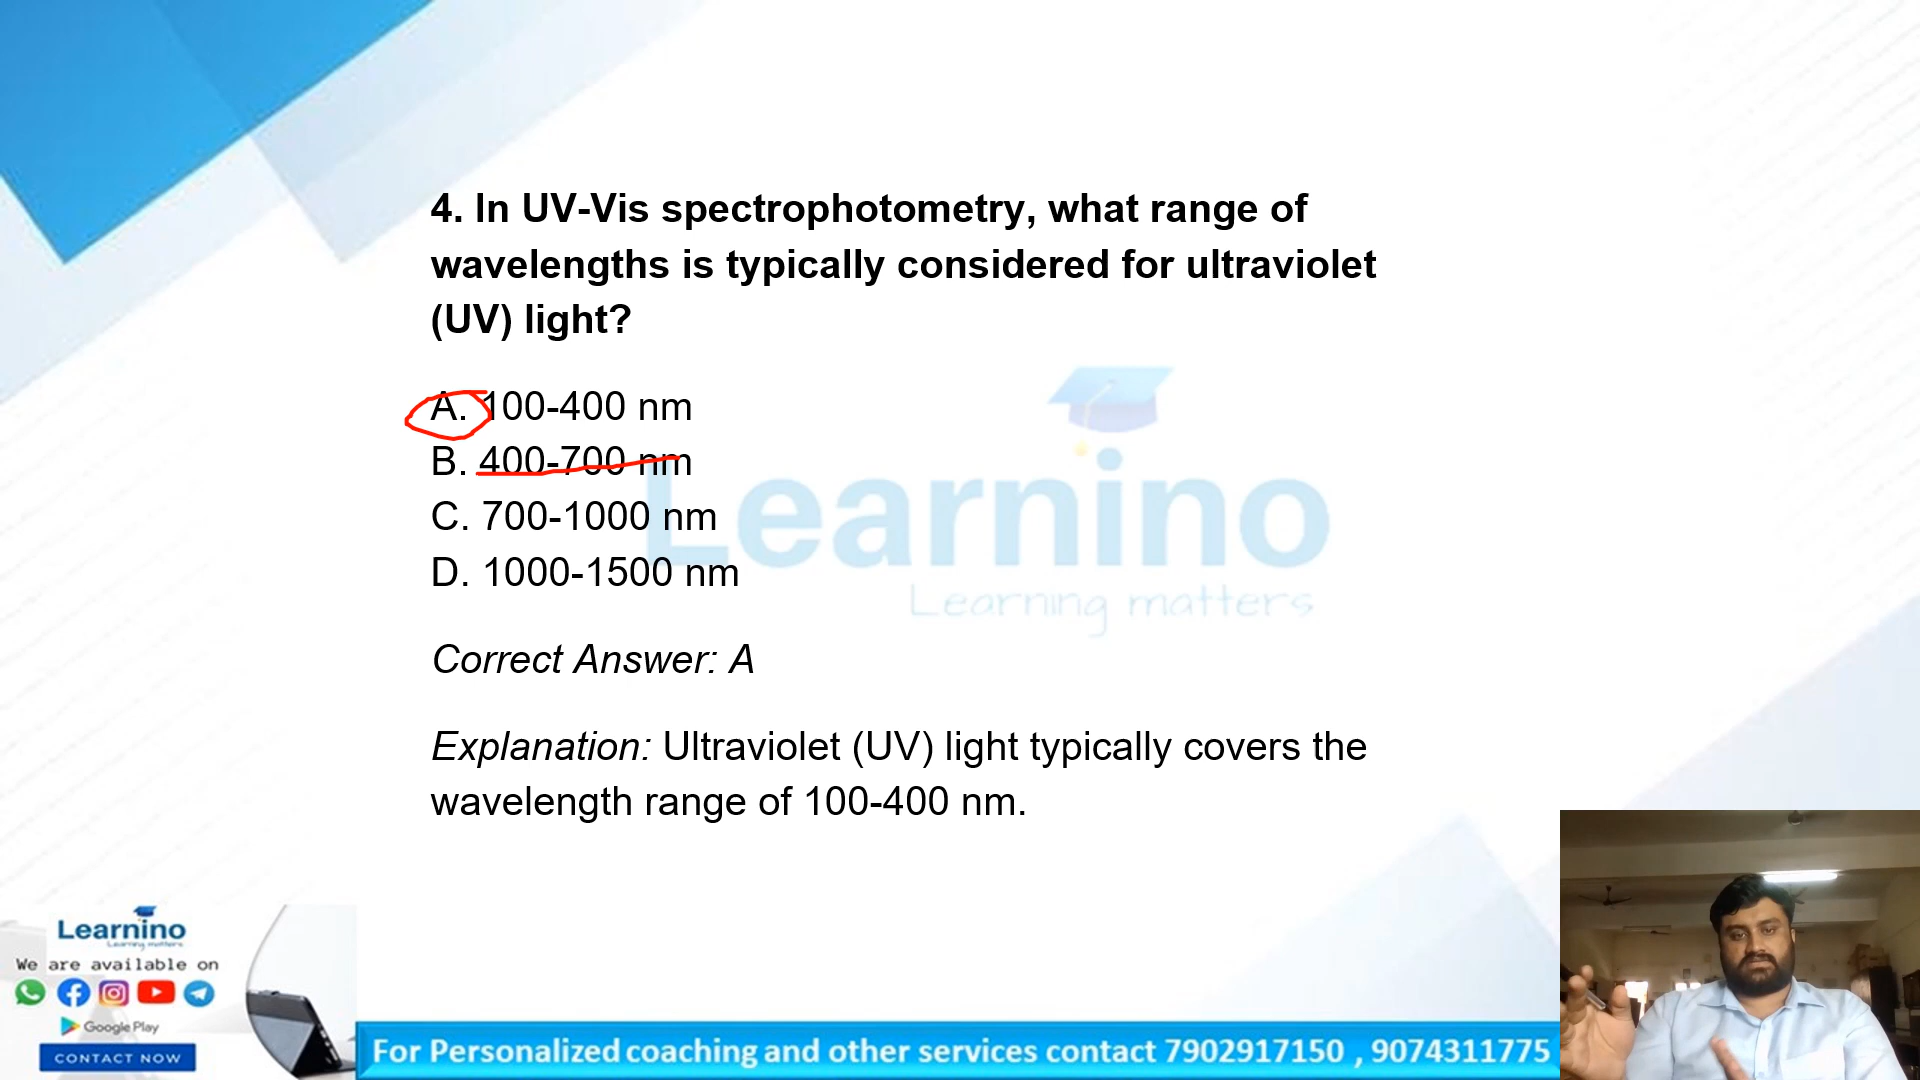 4. In UV-Vis spectrophotometry, what range of
wavelengths is typically considered for ultraviolet
(UV) light?
A. 100-400 nm
B. 400-700 nm
C. 700-1000 nm
D. 1000-1500 nm
Learnino
Learning matters
Correct Answer: A
Explanation: Ultraviolet (UV) light typically covers the
wavelength range of 100-400 nm.
Learnino
Learning matters
We are available on
Google Play
CONTACT NOW
For Personalized coaching and other services contact 7902917150 , 9074311775